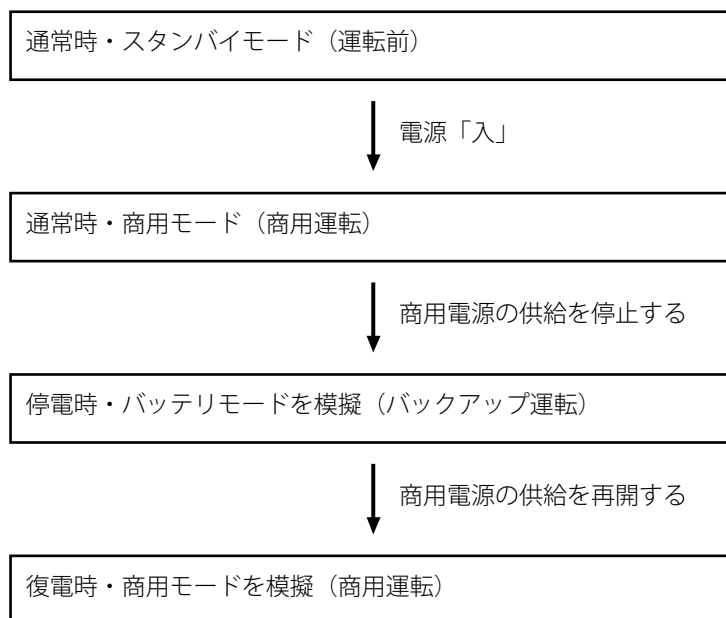 通常時・スタンバイモード（運転前）
電源「入」
通常時・商用モード（商用運転）
商用電源の供給を停止する
停電時・バッテリモードを模擬（バックアップ運転）
商用電源の供給を再開する
復電時・商用モードを模擬（商用運転）